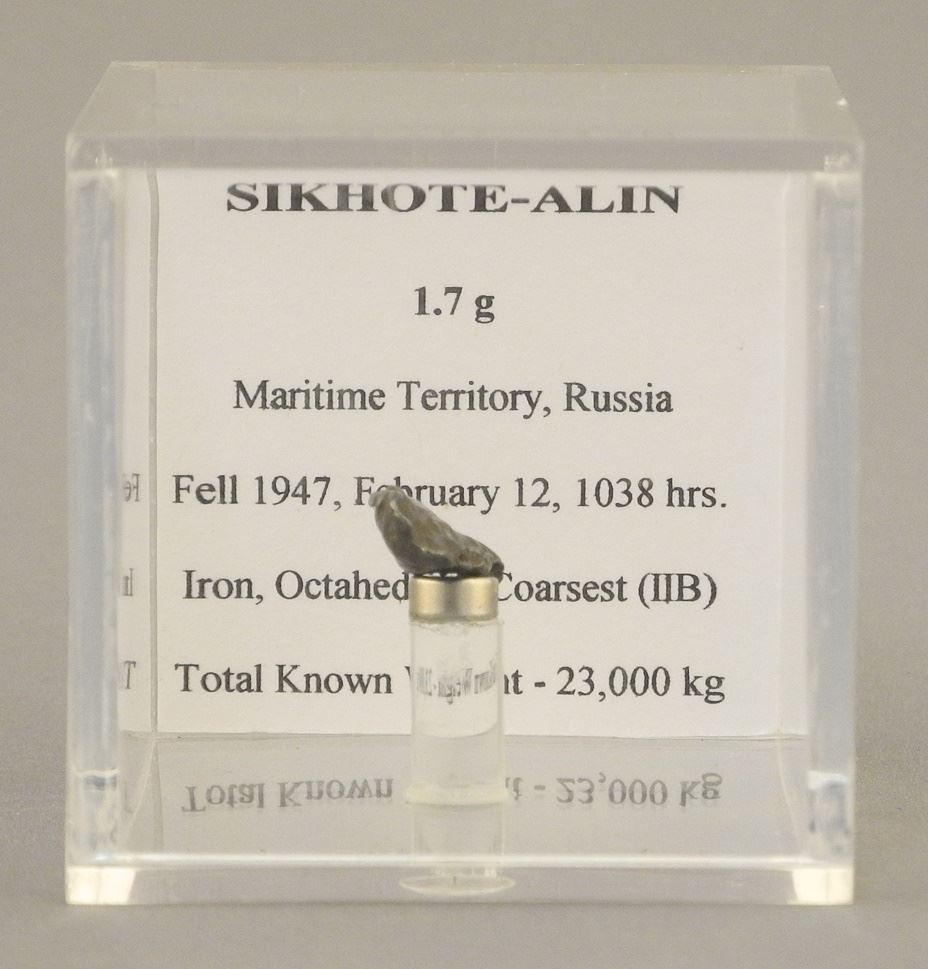 SIKHOTE-ALIN
1.7 g
Maritime Territory, Russia
Fell 1947, February 12, 1038 hrs.
Iron, Octahed Coarsest (IIB)
Total Known - 23,000 kg